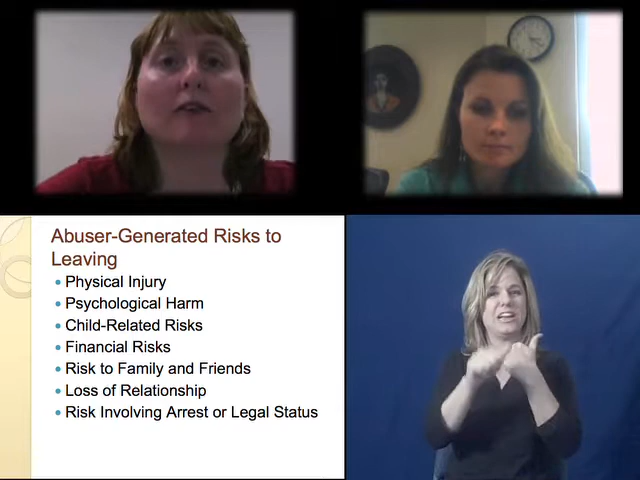 Abuser-Generated Risks to
Leaving
• Physical Injury
• Psychological Harm
• Child-Related Risks
• Financial Risks
• Risk to Family and Friends
• Loss of Relationship
• Risk Involving Arrest or Legal Status